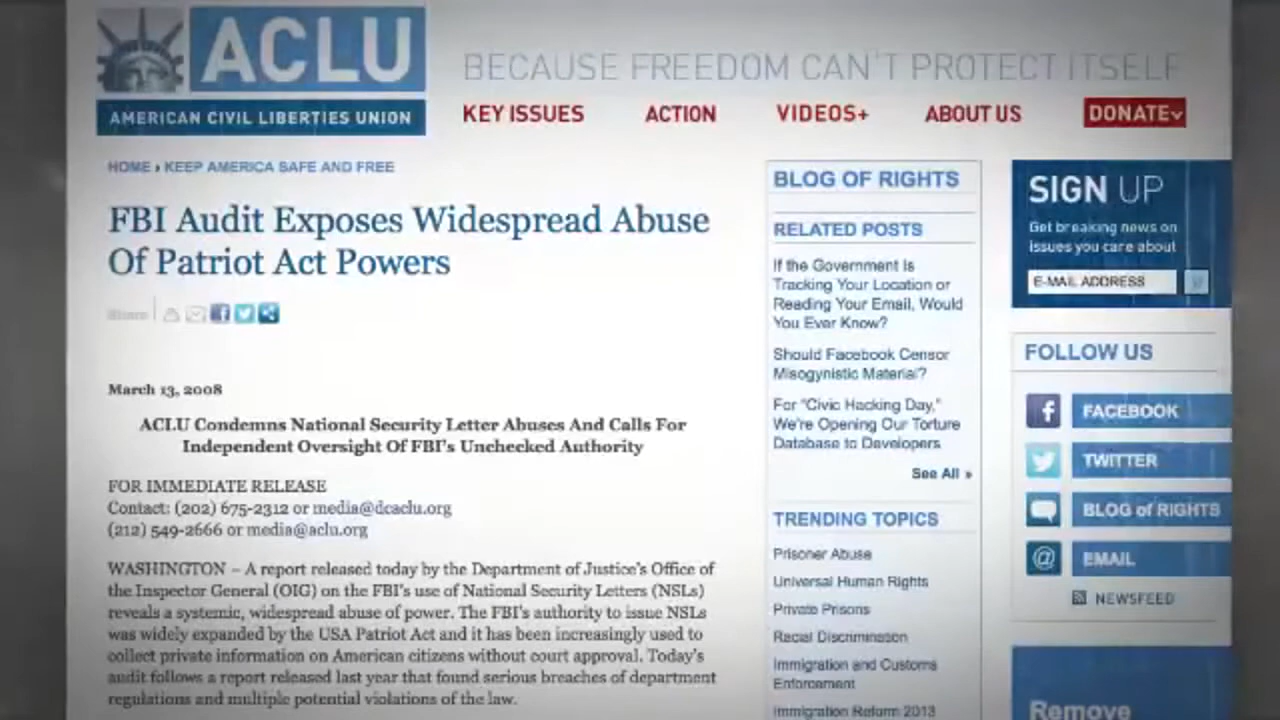 ACLU
AMERICAN CIVIL LIBERTIES UNION
BECAUSE FREEDOM CAN'T PROTECT ITSELF
KEY ISSUES
ACTION
VIDEOS+
ABOUT US
DONATE
HOME › KEEP AMERICA SAFE AND FREE
FBI Audit Exposes Widespread Abuse
Of Patriot Act Powers
Share
March 13, 2008
ACLU Condemns National Security Letter Abuses And Calls For
Independent Oversight Of FBI's Unchecked Authority
FOR IMMEDIATE RELEASE
Contact: (202) 675-2312 or media@dcaclu.org
(212) 549-2666 or media@aclu.org
WASHINGTON – A report released today by the Department of Justice's Office of
the Inspector General (OIG) on the FBI's use of National Security Letters (NSLs)
reveals a systemic, widespread abuse of power. The FBI's authority to issue NSLs
was widely expanded by the USA Patriot Act and it has been increasingly used to
collect private information on American citizens without court approval. Today's
audit follows a report released last year that found serious breaches of department
regulations and multiple potential violations of the law.
BLOG OF RIGHTS
RELATED POSTS
If the Government Is
Tracking Your Location or
Reading Your Email, Would
You Ever Know?
Should Facebook Censor
Misogynistic Material?
For "Civic Hacking Day,"
We're Opening Our Torture
Database to Developers
See All »
TRENDING TOPICS
Prisoner Abuse
Universal Human Rights
Private Prisons
Racial Discrimination
Immigration and Customs
Enforcement
Immigration Reform 2013
SIGN UP
Get breaking news on
issues you care about
E-MAIL ADDRESS
FOLLOW US
FACEBOOK
TWITTER
BLOG of RIGHTS
@ EMAIL
NEWSFEED
Remove